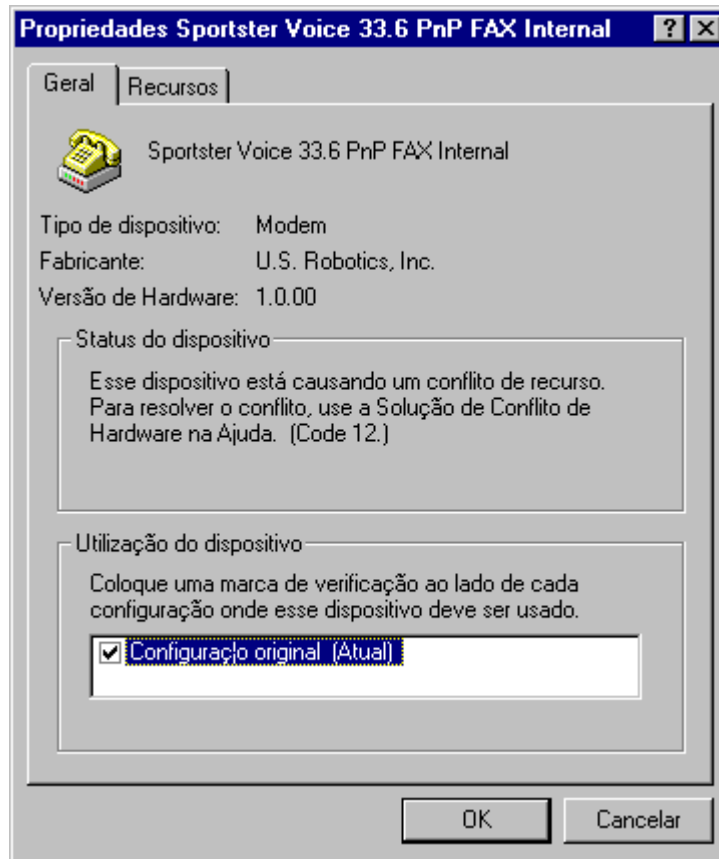 Propriedades Sportster Voice 33.6 PnP FAX Internal
Geral
Recursos
Sportster Voice 33.6 PnP FAX Internal
Tipo de dispositivo: Modem
Fabricante: U.S. Robotics, Inc.
Versão de Hardware: 1.0.00
Status do dispositivo
Esse dispositivo está causando um conflito de recurso.
Para resolver o conflito, use a Solução de Conflito de
Hardware na Ajuda. (Code 12.)
Utilização do dispositivo
Coloque uma marca de verificação ao lado de cada
configuração onde esse dispositivo deve ser usado.
Configuraç¦o original (Atual)
OK
Cancelar